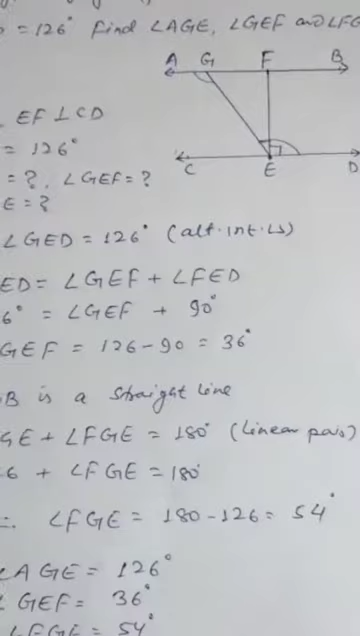 = 126° Find ∠AGE, ∠GEF and ∠FG
A G F B
EF ⊥ CD
= 126°
= ?, ∠GEF = ?
E = ?
C E D
∠GED = 126° (alt. int. ∠s)
ED = ∠GEF + ∠FED
6° = ∠GEF + 90°
GEF = 126 - 90 = 36°
B is a straight line
GE + ∠FGE = 180° (linear pair)
+ ∠FGE = 180°
∴ ∠FGE = 180 - 126 = 54°
∠AGE = 126°
∠GEF = 36°
∠FGE = 54°